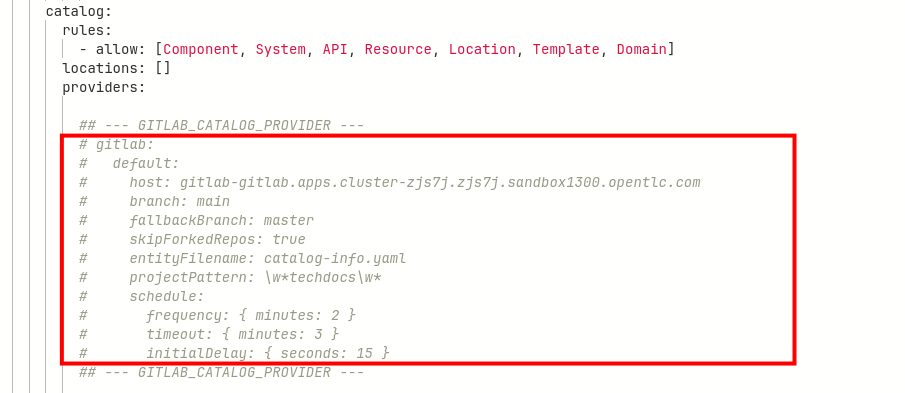 catalog:
  rules:
    - allow: [Component, System, API, Resource, Location, Template, Domain]
  locations: []
  providers:

    ## --- GITLAB_CATALOG_PROVIDER ---
    # gitlab:
    #   default:
    #     host: gitlab-gitlab.apps.cluster-zjs7j.zjs7j.sandbox1300.opentlc.com
    #     branch: main
    #     fallbackBranch: master
    #     skipForkedRepos: true
    #     entityFilename: catalog-info.yaml
    #     projectPattern: \w*techdocs\w*
    #     schedule:
    #       frequency: { minutes: 2 }
    #       timeout: { minutes: 3 }
    #       initialDelay: { seconds: 15 }
    ## --- GITLAB_CATALOG_PROVIDER ---